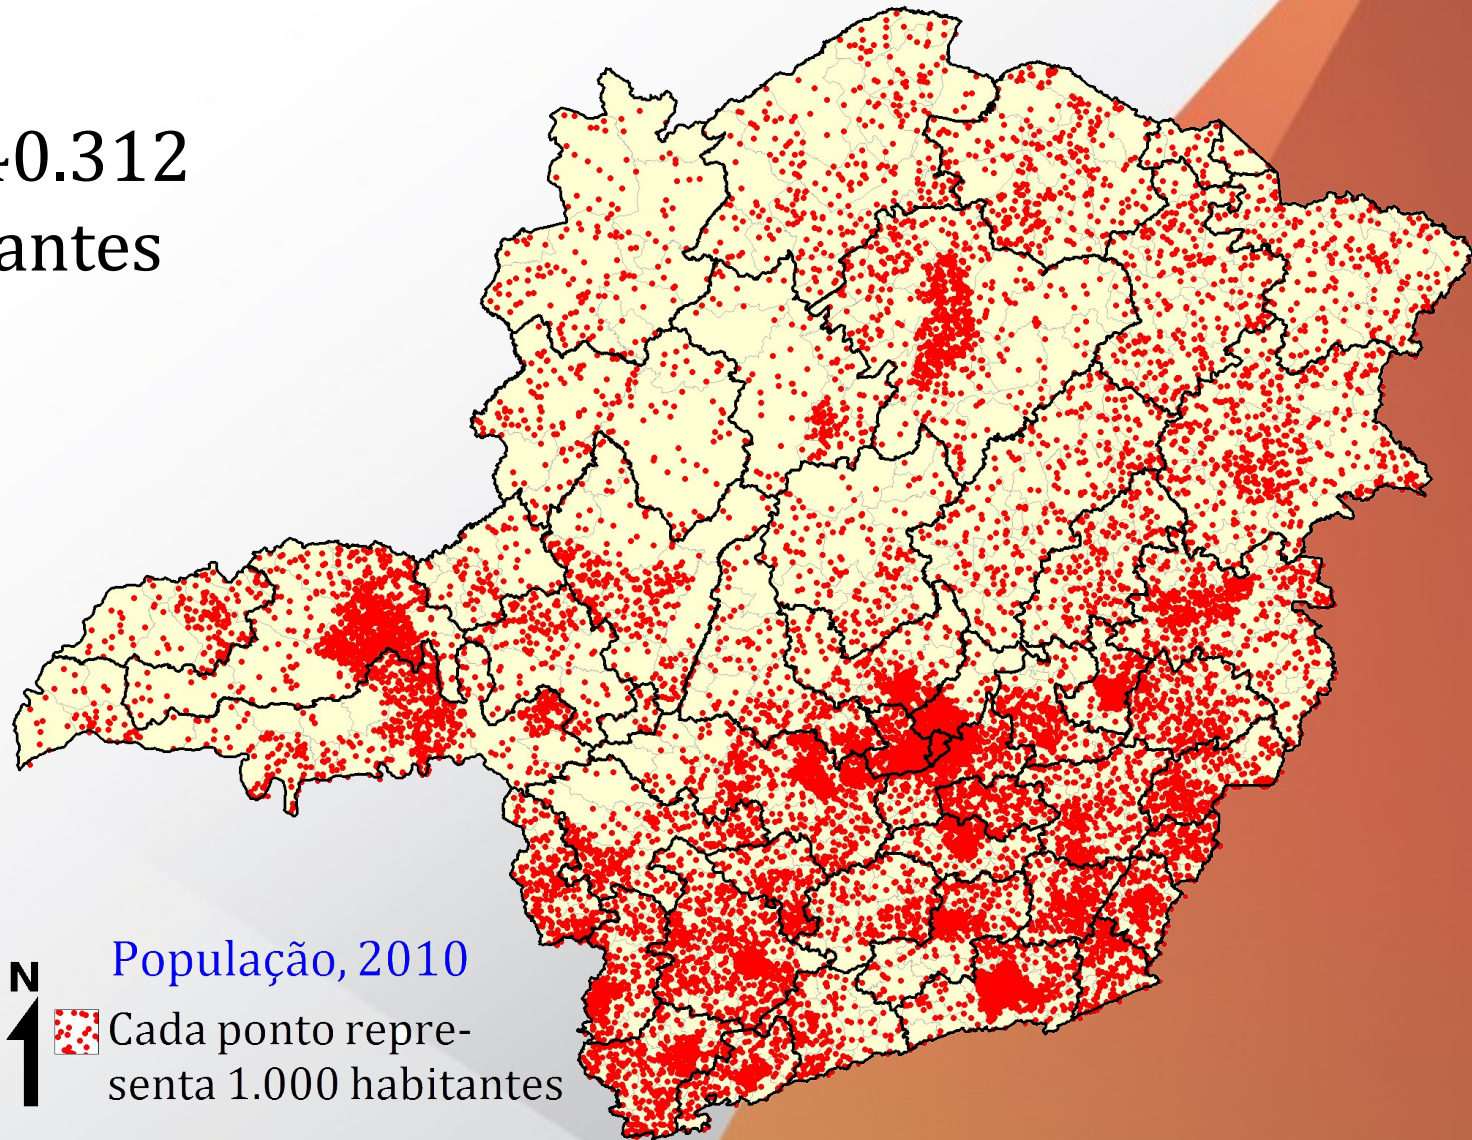 0.312
antes
População, 2010
N
Cada ponto repre-
senta 1.000 habitantes